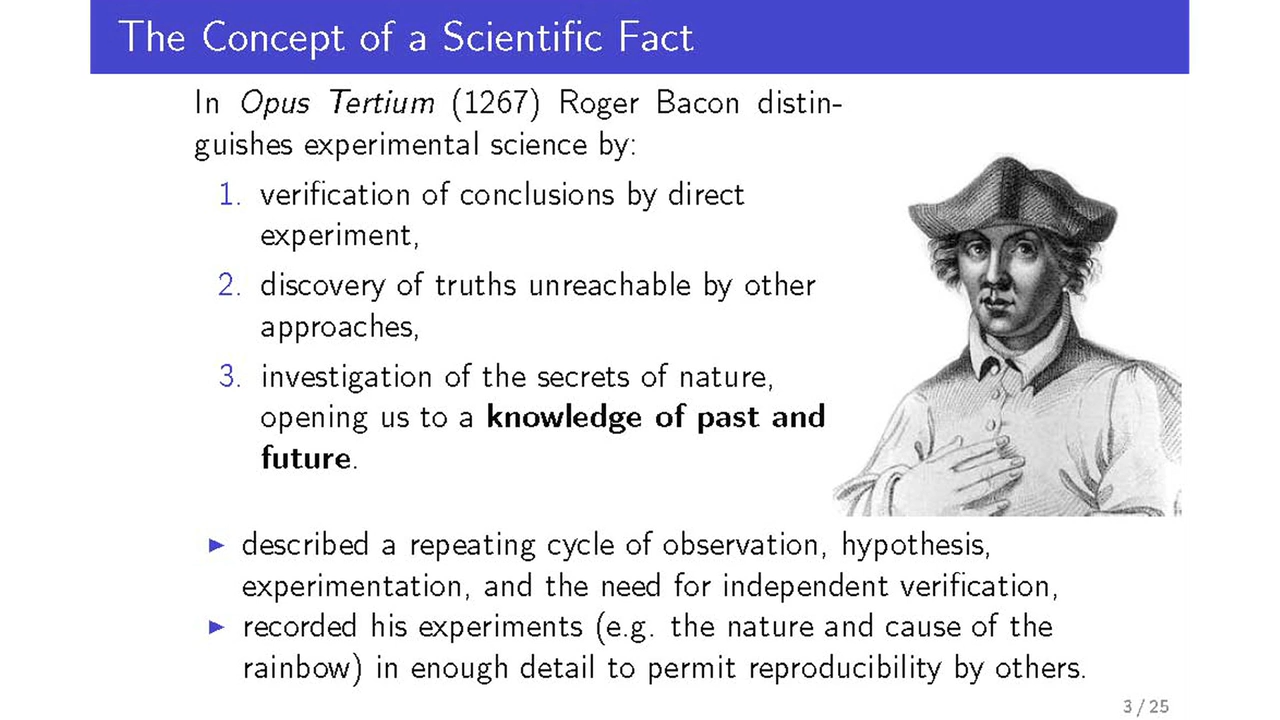 The Concept of a Scientific Fact
In Opus Tertium (1267) Roger Bacon distin-
guishes experimental science by:
1. verification of conclusions by direct
experiment,
2. discovery of truths unreachable by other
approaches,
3. investigation of the secrets of nature,
opening us to a knowledge of past and
future.
▶ described a repeating cycle of observation, hypothesis,
experimentation, and the need for independent verification,
▶ recorded his experiments (e.g. the nature and cause of the
rainbow) in enough detail to permit reproducibility by others.
3 / 25